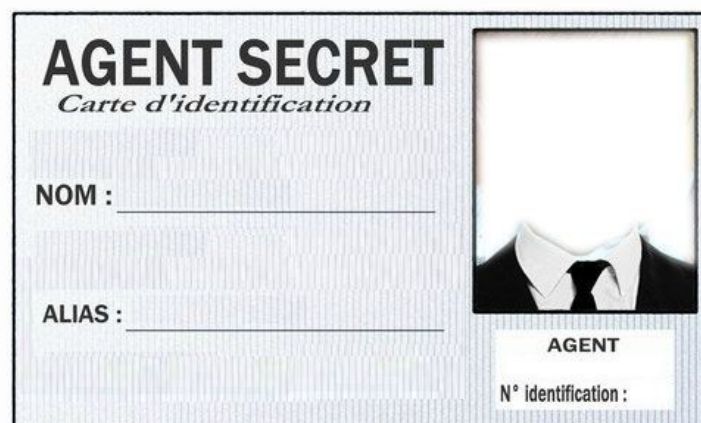 AGENT SECRET
Carte d'identification
NOM :
ALIAS :
AGENT
N° identification :